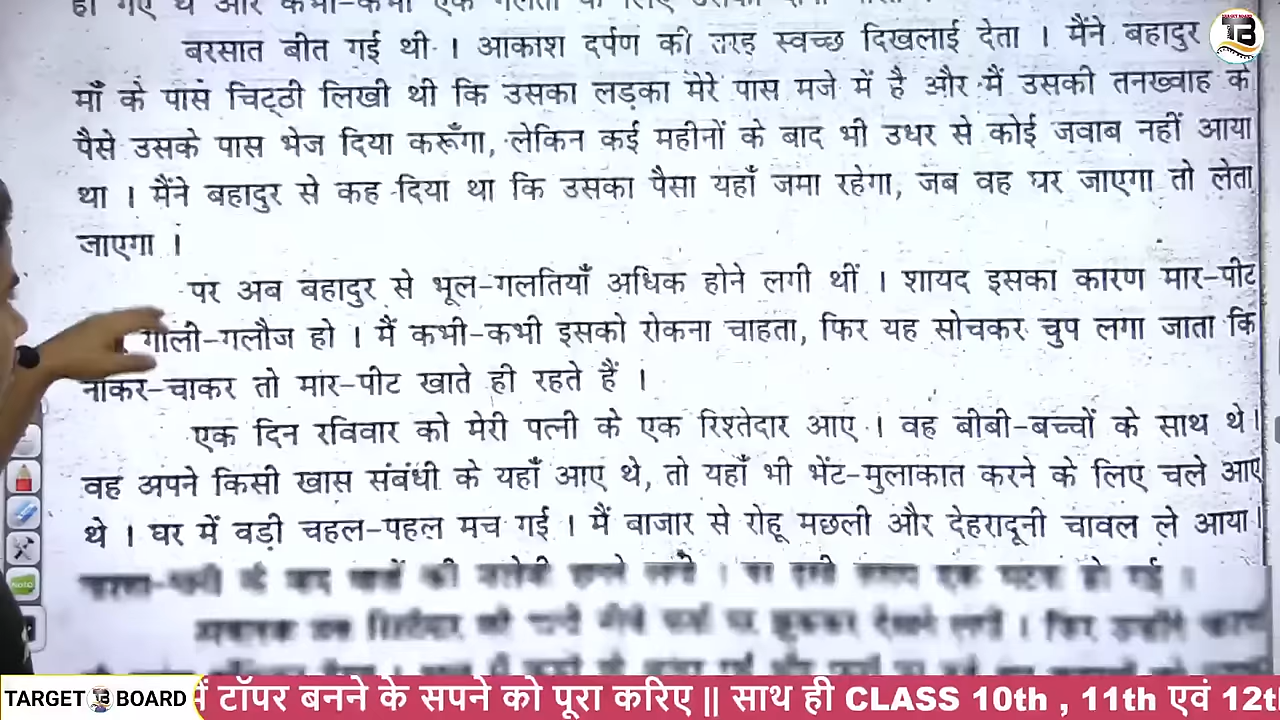 बरसात बीत गई थी । आकाश दर्पण की तरह स्वच्छ दिखलाई देता । मैंने बहादुर
माँ के पास चिट्ठी लिखी थी कि उसका लड़का मेरे पास मजे में है और मैं उसकी तनख्वाह के
पैसे उसके पास भेज दिया करूँगा, लेकिन कई महीनों के बाद भी उधर से कोई जवाब नहीं आया
था । मैंने बहादुर से कह दिया था कि उसका पैसा यहाँ जमा रहेगा, जब वह घर जाएगा तो लेता
जाएगा ।
पर अब बहादुर से भूल-गलतियाँ अधिक होने लगी थीं । शायद इसका कारण मार-पीट
गाली-गलौज हो । मैं कभी-कभी इसको रोकना चाहता, फिर यह सोचकर चुप लगा जाता कि
नौकर-चाकर तो मार-पीट खाते ही रहते हैं ।
एक दिन रविवार को मेरी पत्नी के एक रिश्तेदार आए । वह बीबी-बच्चों के साथ थे।
वह अपने किसी खास संबंधी के यहाँ आए थे, तो यहाँ भी भेंट-मुलाकात करने के लिए चले आए
थे । घर में बड़ी चहल-पहल मच गई । मैं बाजार से रोहू मछली और देहरादूनी चावल ले आया।
TARGET BOARD
TARGET TB BOARD में टॉपर बनने के सपने को पूरा करिए || साथ ही CLASS 10th , 11th एवं 12th